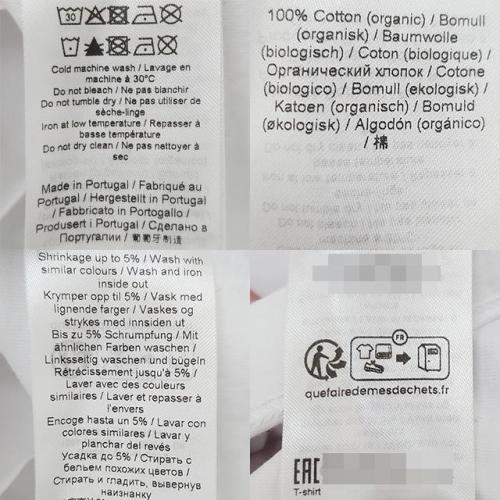 30
Cold machine wash / Lavage en
machine à 30°C
Do not bleach / Ne pas blanchir
Do not tumble dry / Ne pas utiliser de
sèche-linge
Iron at low temperature / Repasser à
basse température
Do not dry clean / Ne pas nettoyer à
sec
Made in Portugal / Fabriqué au
Portugal / Hergestellt in Portugal
/ Fabbricato in Portogallo /
Produsert i Portugal / Сделано в
Португалии / 葡萄牙制造
100% Cotton (organic) / Bomull
(organisk) / Baumwolle
(biologisch) / Coton (biologique) /
Органический хлопок / Cotone
(biologico) / Bomull (ekologisk) /
Katoen (organisch) / Bomuld
(økologisk) / Algodón (orgánico)
/ 棉
Shrinkage up to 5% / Wash with
similar colours / Wash and iron
inside out
Krymper opp til 5% / Vask med
lignende farger / Vaskes og
strykes med innsiden ut
Bis zu 5% Schrumpfung / Mit
ähnlichen Farben waschen /
Linksseitig waschen und bügeln
Rétrécissement jusqu'à 5% /
Laver avec des couleurs
similaires / Laver et repasser à
l'envers
Encoge hasta un 5% / Lavar con
colores similares / Lavar y
planchar del revés
Усадка до 5% / Стирать с
бельем похожих цветов /
Стирать и гладить, вывернув
наизнанку
FR
quefairedemesdechets.fr
EAC
T-shirt